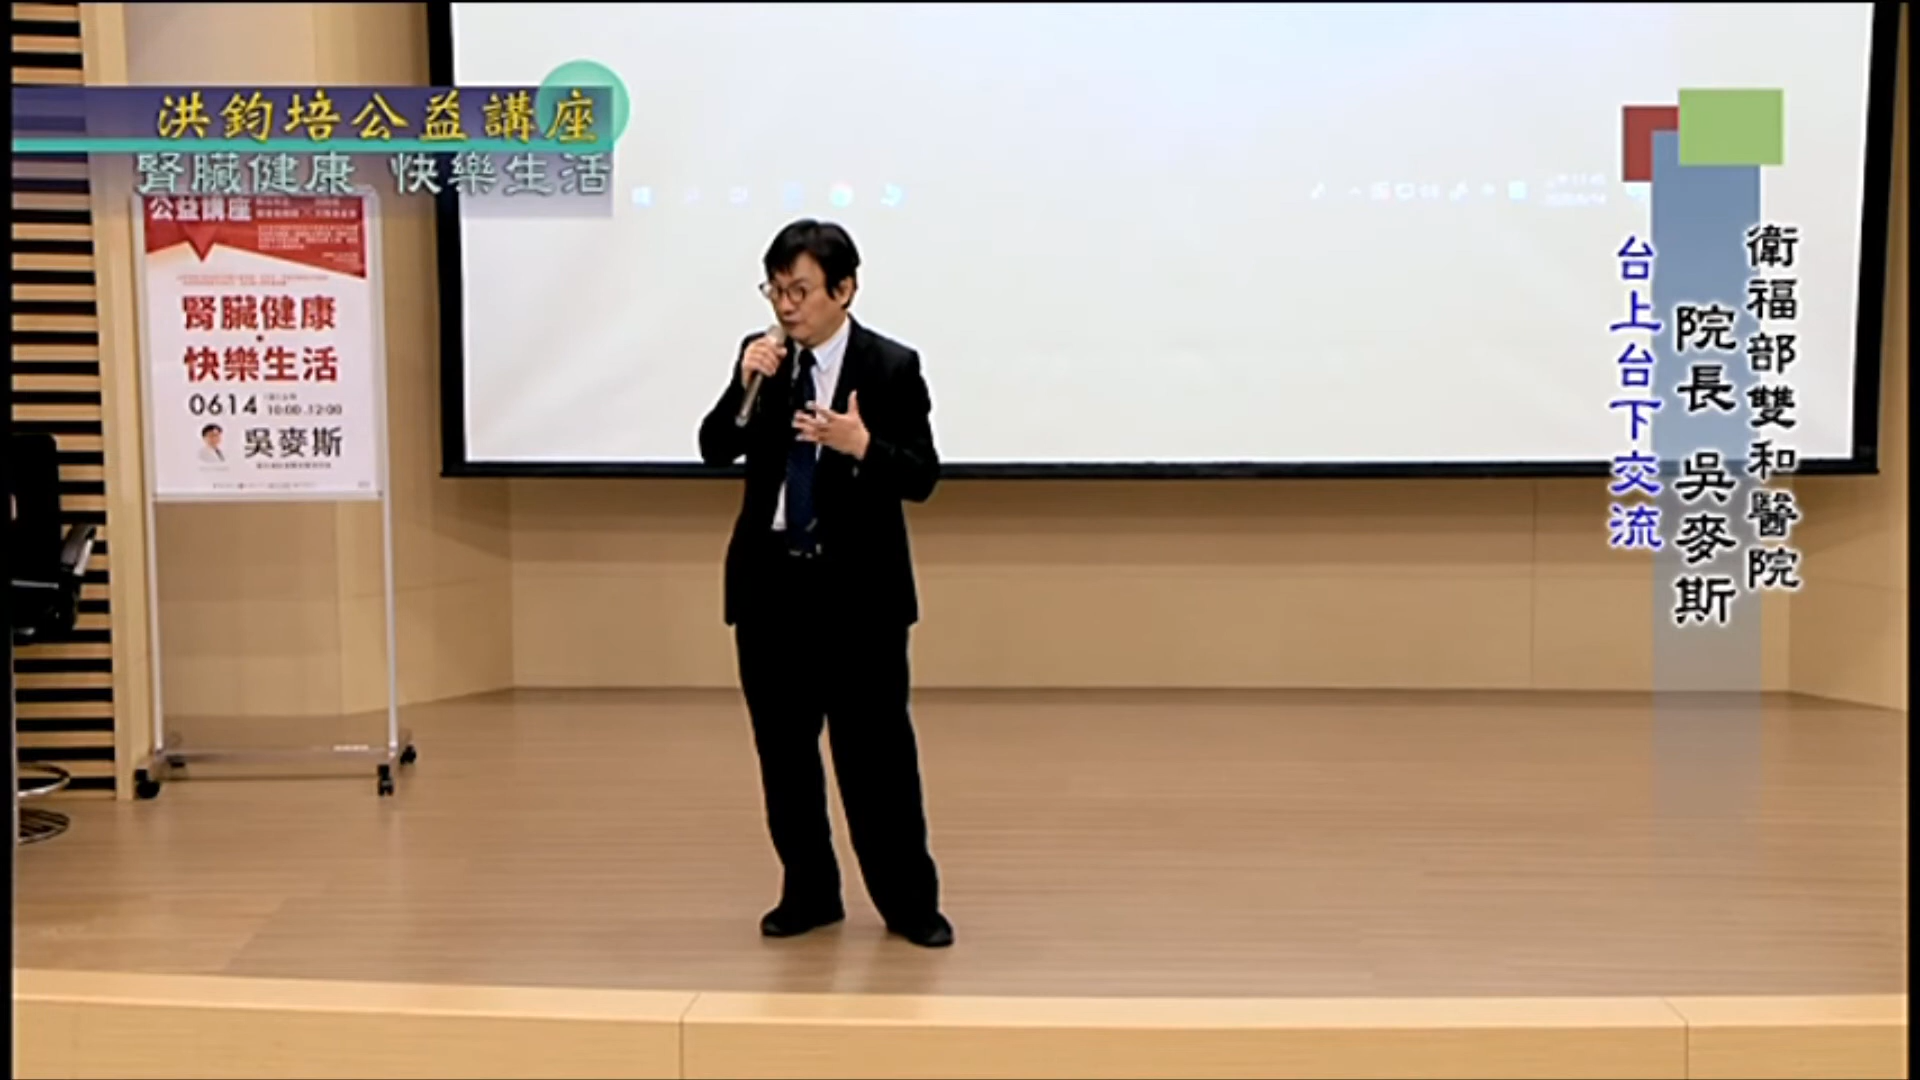 洪鈞培公益講座
腎臟健康 快樂生活
公益講座
腎臟健康
快樂生活
0614 10:00-12:00
吳麥斯
衛福部雙和醫院
院長 吳麥斯
台上台下交流